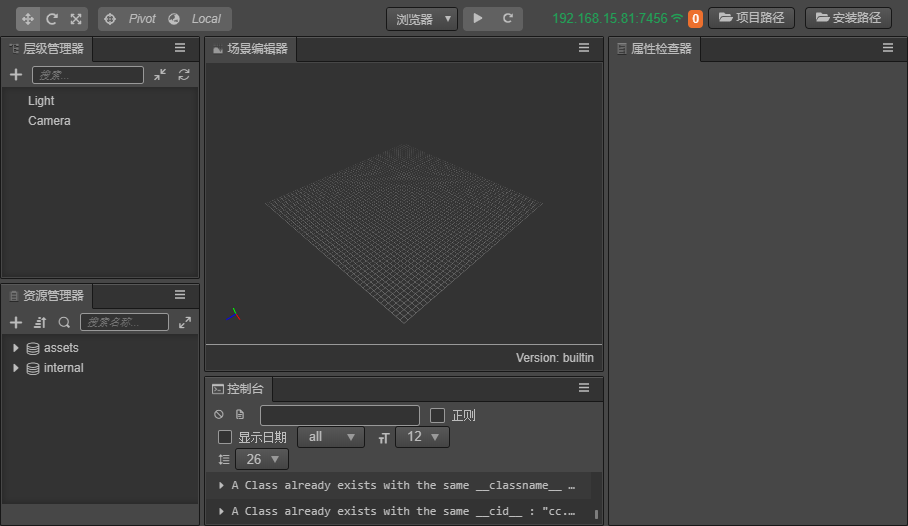 Pivot Local 浏览器 192.168.15.81:7456 0 项目路径 安装路径
层级管理器
搜索...
Light
Camera
资源管理器
搜索名称...
assets
internal
场景编辑器
Version: builtin
控制台
正则
显示日期 all 12
26
A Class already exists with the same __classname__ …
A Class already exists with the same __cid__ : "cc.…
属性检查器